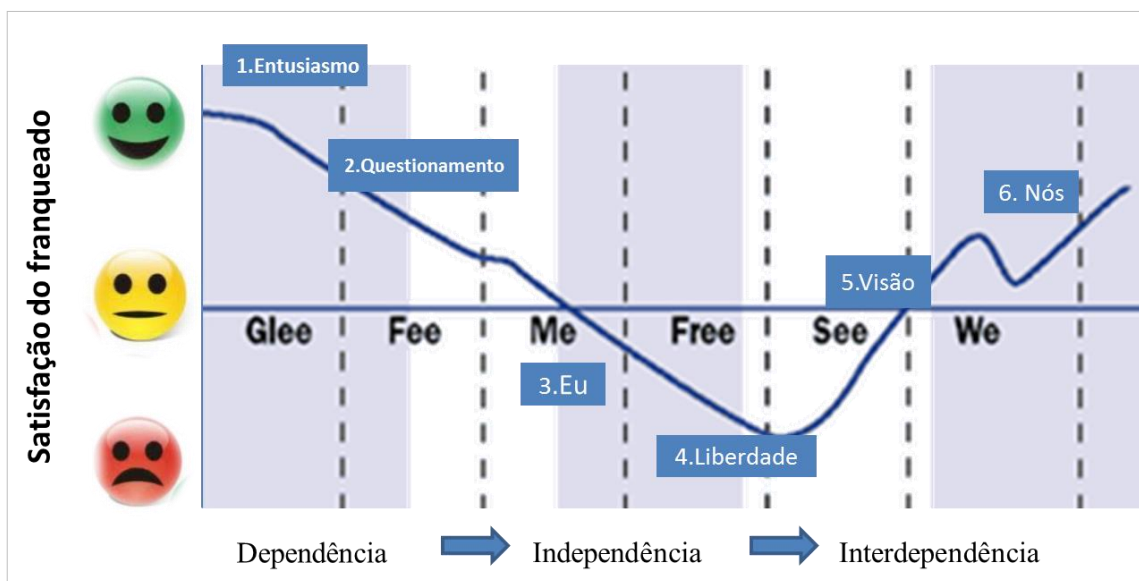 Satisfação do franqueado
1.Entusiasmo
2.Questionamento
6. Nós
5.Visão
Glee Fee Me Free See We
3.Eu
4.Liberdade
Dependência Independência Interdependência